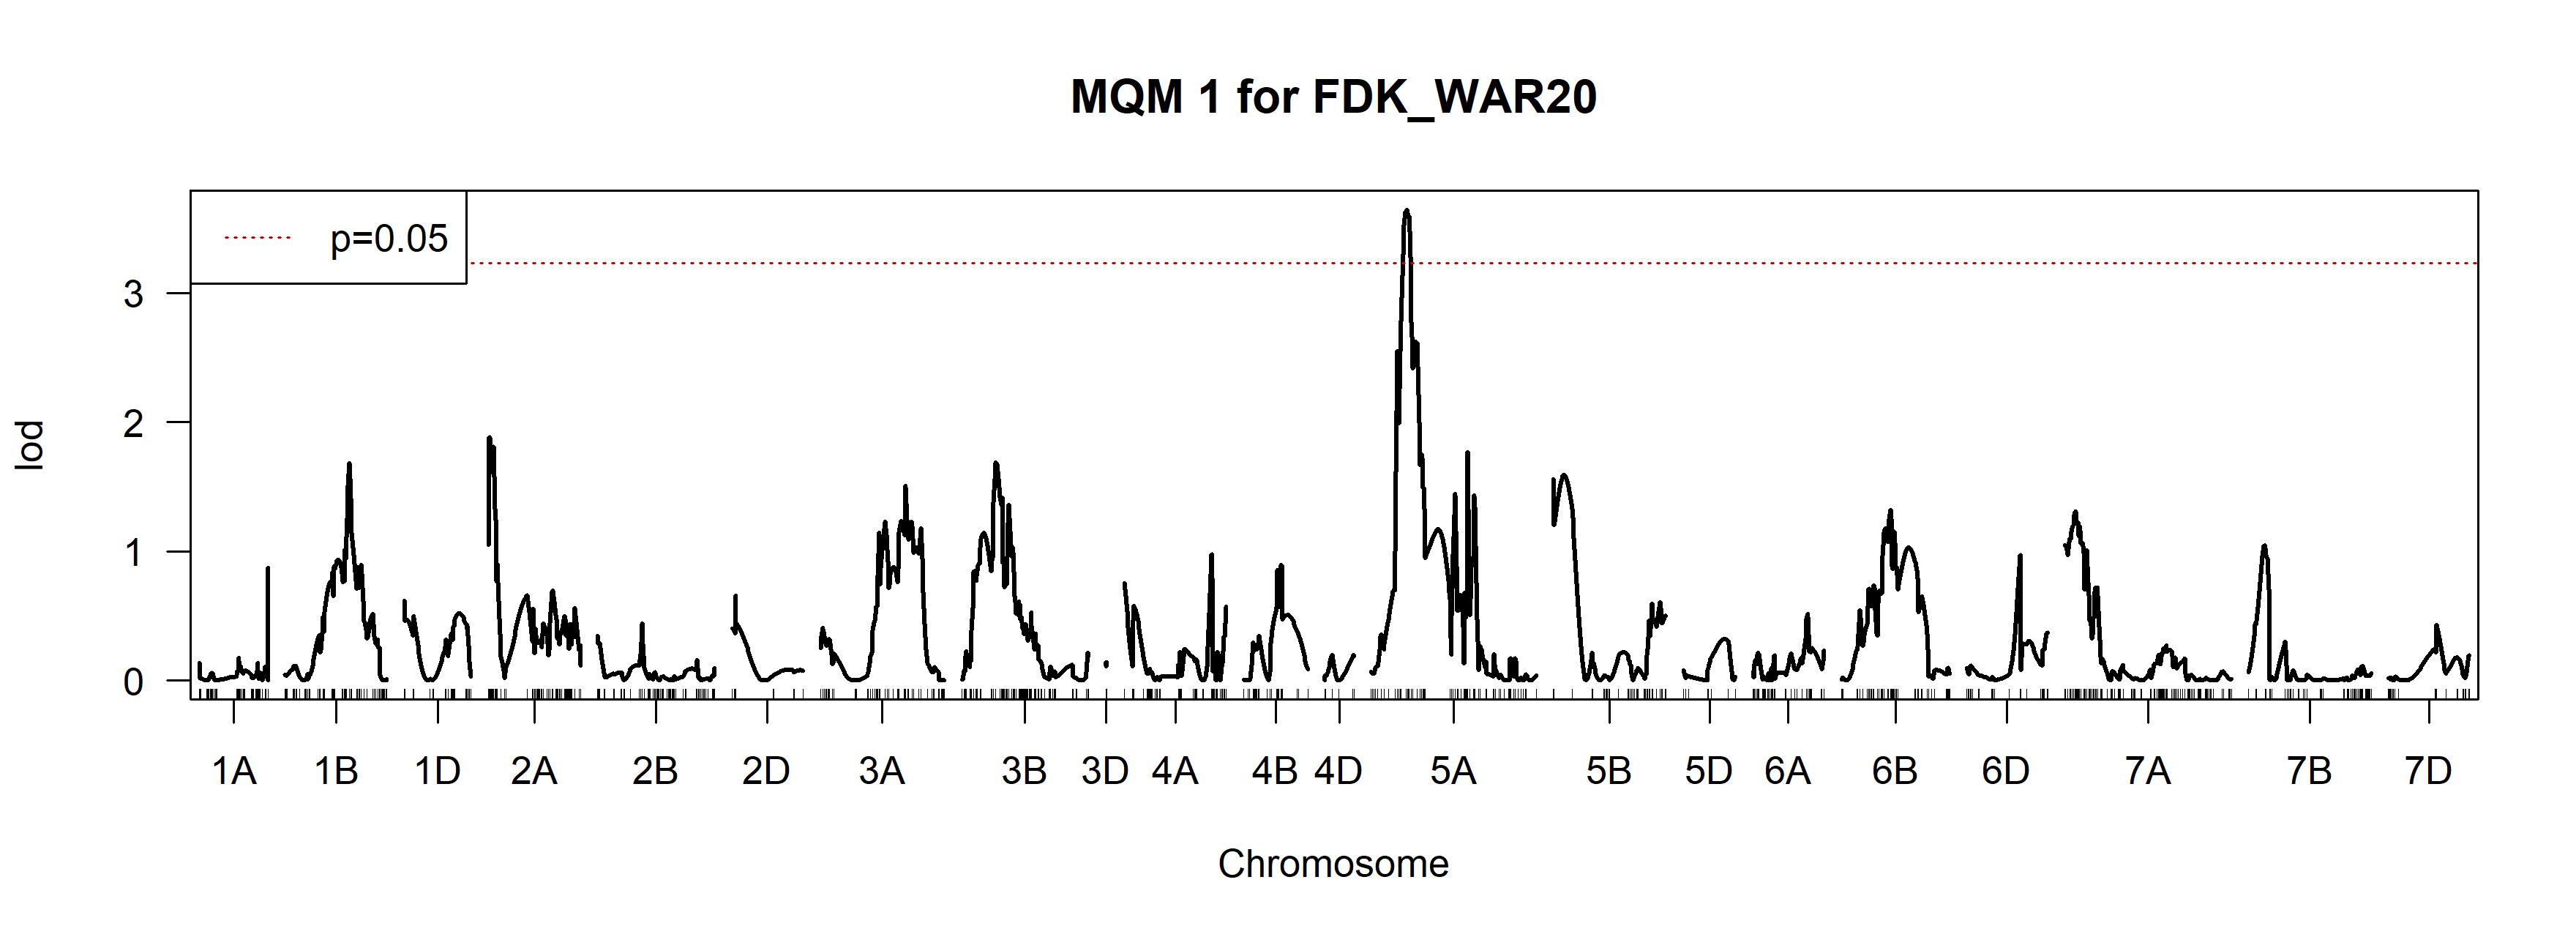 MQM 1 for FDK_WAR20
p=0.05
3
2
1
0
lod
1A 1B 1D 2A 2B 2D 3A 3B 3D 4A 4B 4D 5A 5B 5D 6A 6B 6D 7A 7B 7D
Chromosome